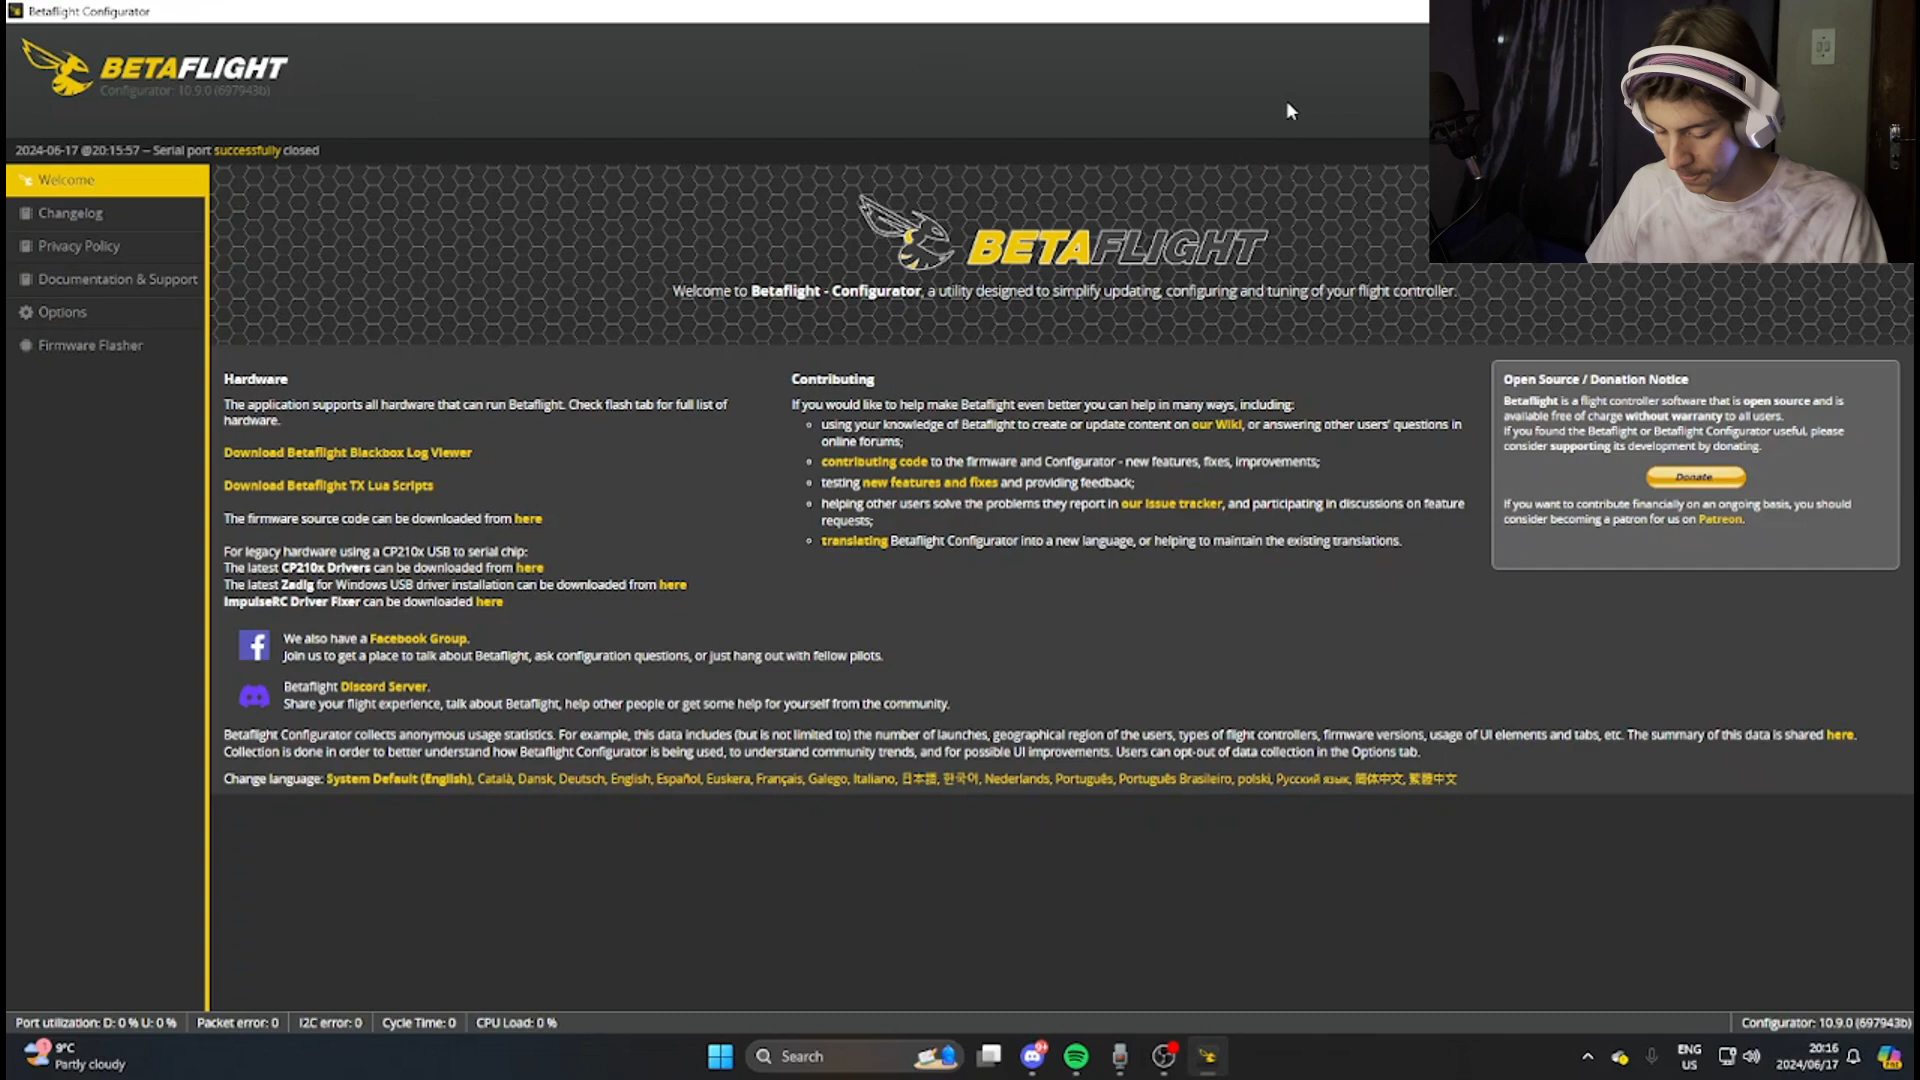 Betaflight Configurator
BETAFLIGHT
Configurator: 10.9.0 (697943b)
2024-06-17 @20:15:57 -- Serial port successfully closed
Welcome
Changelog
Privacy Policy
Documentation & Support
Options
Firmware Flasher
BETAFLIGHT
Welcome to Betaflight - Configurator, a utility designed to simplify updating, configuring and tuning of your flight controller.
Hardware
The application supports all hardware that can run Betaflight. Check flash tab for full list of
hardware.
Download Betaflight Blackbox Log Viewer
Download Betaflight TX Lua Scripts
The firmware source code can be downloaded from here
For legacy hardware using a CP210x USB to serial chip:
The latest CP210x Drivers can be downloaded from here
The latest Zadig for Windows USB driver installation can be downloaded from here
ImpulseRC Driver Fixer can be downloaded here
Contributing
If you would like to help make Betaflight even better you can help in many ways, including:
using your knowledge of Betaflight to create or update content on our Wiki, or answering other users' questions in
online forums;
contributing code to the firmware and Configurator - new features, fixes, improvements;
testing new features and fixes and providing feedback;
helping other users solve the problems they report in our issue tracker, and participating in discussions on feature
requests;
translating Betaflight Configurator into a new language, or helping to maintain the existing translations.
Open Source / Donation Notice
Betaflight is a flight controller software that is open source and is
available free of charge without warranty to all users.
If you found the Betaflight or Betaflight Configurator useful, please
consider supporting its development by donating.
Donate
If you want to contribute financially on an ongoing basis, you should
consider becoming a patron for us on Patreon.
We also have a Facebook Group.
Join us to get a place to talk about Betaflight, ask configuration questions, or just hang out with fellow pilots.
Betaflight Discord Server.
Share your flight experience, talk about Betaflight, help other people or get some help for yourself from the community.
Betaflight Configurator collects anonymous usage statistics. For example, this data includes (but is not limited to) the number of launches, geographical region of the users, types of flight controllers, firmware versions, usage of UI elements and tabs, etc. The summary of this data is shared here.
Collection is done in order to better understand how Betaflight Configurator is being used, to understand community trends, and for possible UI improvements. Users can opt-out of data collection in the Options tab.
Change language: System Default (English), Català, Dansk, Deutsch, English, Español, Euskera, Français, Galego, Italiano, 日本語, 한국어, Nederlands, Português, Português Brasileiro, polski, Русский язык, 简体中文, 繁體中文
Port utilization: D: 0 % U: 0 %
Packet error: 0
I2C error: 0
Cycle Time: 0
CPU Load: 0 %
Configurator: 10.9.0 (697943b)
9°C
Partly cloudy
Search
ENG
US
20:16
2024/06/17